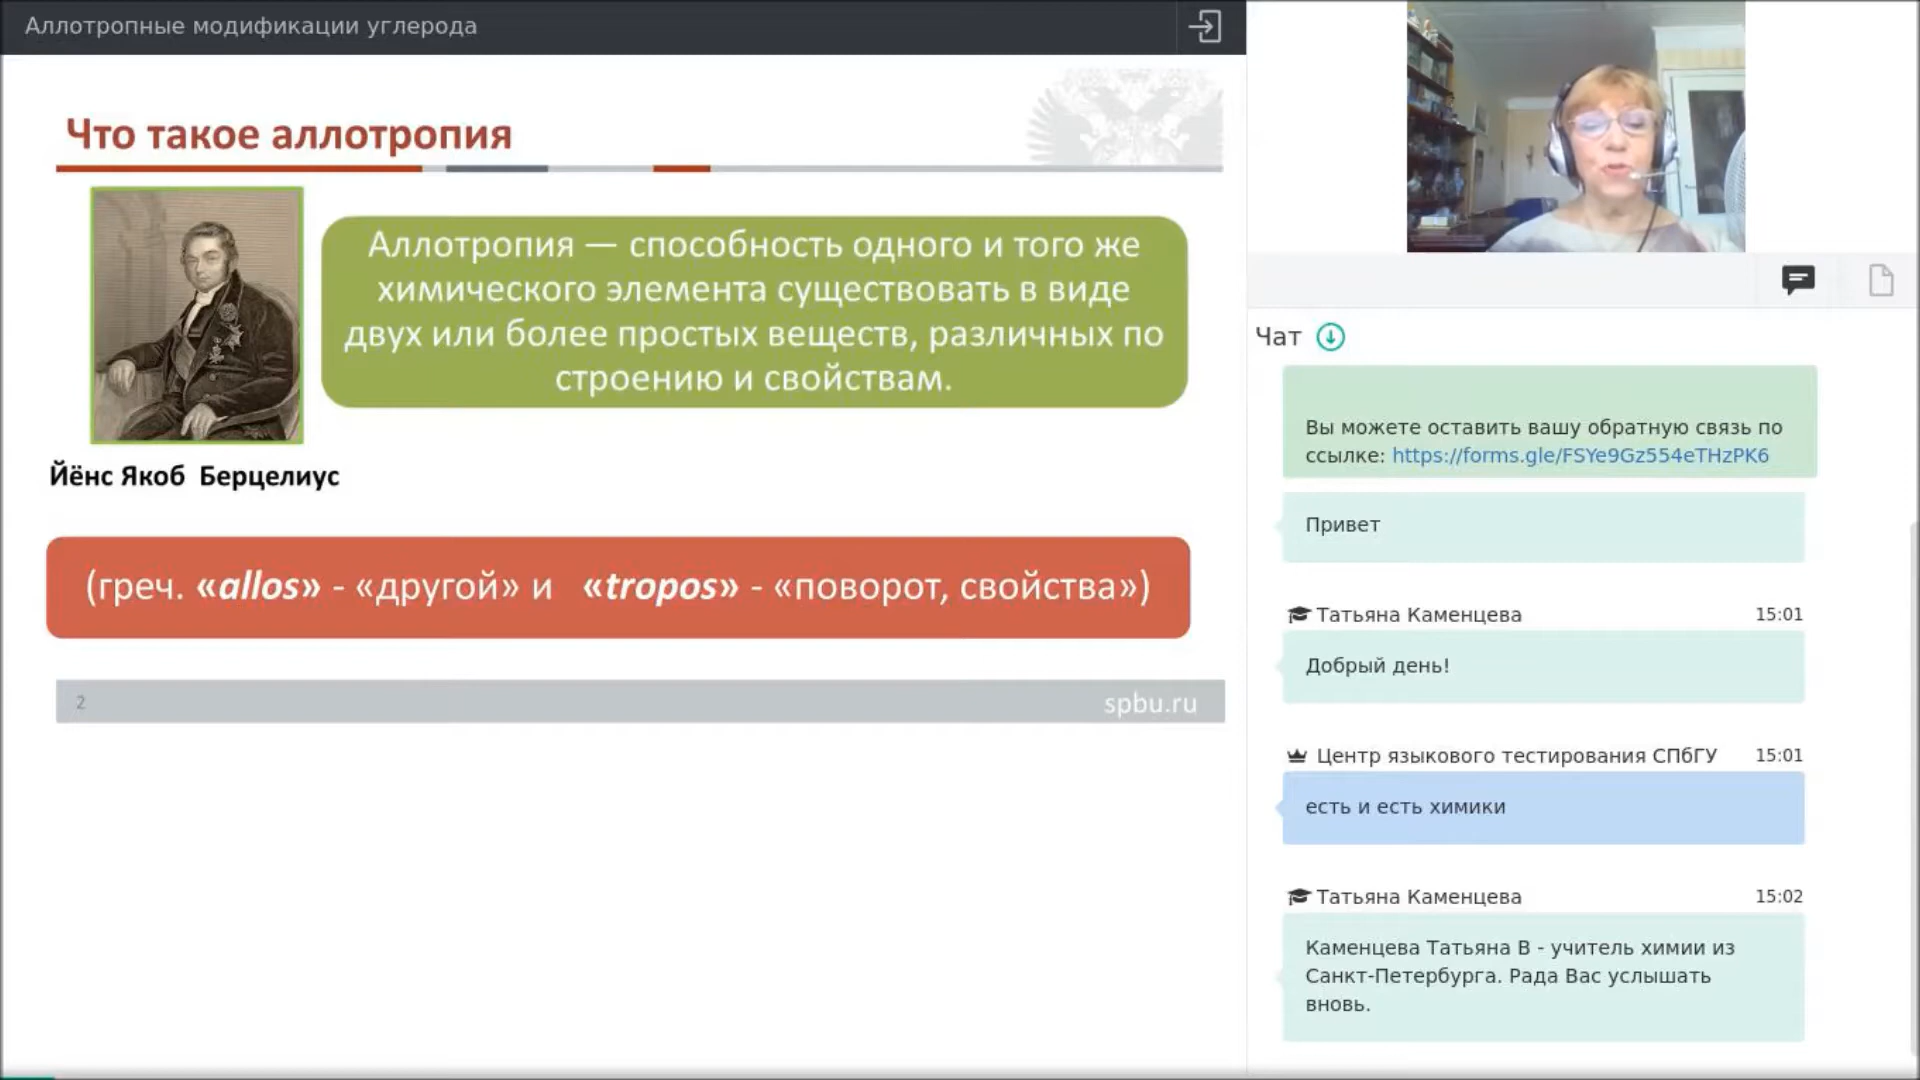 Аллотропные модификации углерода
Что такое аллотропия
Аллотропия — способность одного и того же
химического элемента существовать в виде
двух или более простых веществ, различных по
строению и свойствам.
Йёнс Якоб Берцелиус
(греч. «allos» - «другой» и «tropos» - «поворот, свойства»)
2
spbu.ru
Чат
Вы можете оставить вашу обратную связь по
ссылке: https://forms.gle/FSYe9Gz554eTHzPK6
Привет
Татьяна Каменцева 15:01
Добрый день!
Центр языкового тестирования СПбГУ 15:01
есть и есть химики
Татьяна Каменцева 15:02
Каменцева Татьяна В - учитель химии из
Санкт-Петербурга. Рада Вас услышать
вновь.